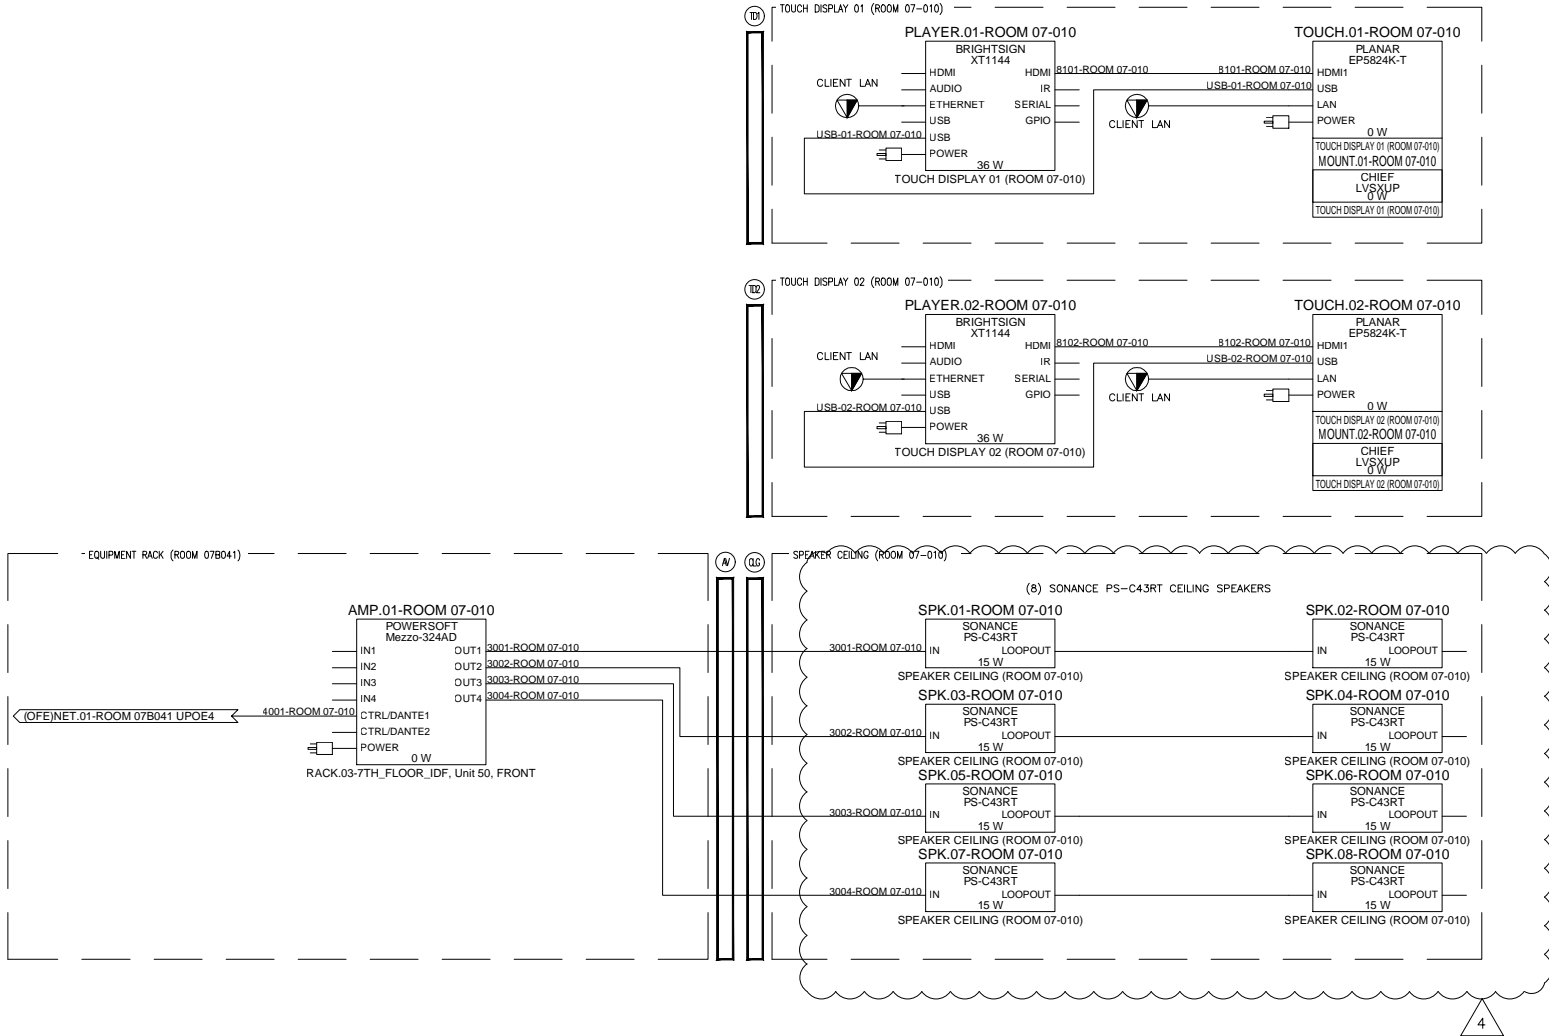 TD1
TOUCH DISPLAY 01 (ROOM 07-010)
PLAYER.01-ROOM 07-010
BRIGHTSIGN
XT1144
HDMI
HDMI
AUDIO
IR
ETHERNET
SERIAL
USB
GPIO
USB
POWER
36 W
TOUCH DISPLAY 01 (ROOM 07-010)
CLIENT LAN
USB-01-ROOM 07-010
8101-ROOM 07-010
8101-ROOM 07-010
USB-01-ROOM 07-010
CLIENT LAN
TOUCH.01-ROOM 07-010
PLANAR
EP5824K-T
HDMI1
USB
LAN
POWER
0 W
TOUCH DISPLAY 01 (ROOM 07-010)
MOUNT.01-ROOM 07-010
CHIEF
LVSXUP
0 W
TOUCH DISPLAY 01 (ROOM 07-010)
TD2
TOUCH DISPLAY 02 (ROOM 07-010)
PLAYER.02-ROOM 07-010
BRIGHTSIGN
XT1144
HDMI
HDMI
AUDIO
IR
ETHERNET
SERIAL
USB
GPIO
USB
POWER
36 W
TOUCH DISPLAY 02 (ROOM 07-010)
CLIENT LAN
USB-02-ROOM 07-010
8102-ROOM 07-010
8102-ROOM 07-010
USB-02-ROOM 07-010
CLIENT LAN
TOUCH.02-ROOM 07-010
PLANAR
EP5824K-T
HDMI1
USB
LAN
POWER
0 W
TOUCH DISPLAY 02 (ROOM 07-010)
MOUNT.02-ROOM 07-010
CHIEF
LVSXUP
0 W
TOUCH DISPLAY 02 (ROOM 07-010)
EQUIPMENT RACK (ROOM 07B041)
AMP.01-ROOM 07-010
POWERSOFT
Mezzo-324AD
IN1
OUT1
IN2
OUT2
IN3
OUT3
IN4
OUT4
CTRL/DANTE1
CTRL/DANTE2
POWER
0 W
RACK.03-7TH_FLOOR_IDF, Unit 50, FRONT
3001-ROOM 07-010
3002-ROOM 07-010
3003-ROOM 07-010
3004-ROOM 07-010
4001-ROOM 07-010
(OFE)NET.01-ROOM 07B041 UPOE4
AV
CLG
SPEAKER CEILING (ROOM 07-010)
(8) SONANCE PS-C43RT CEILING SPEAKERS
SPK.01-ROOM 07-010
SONANCE
PS-C43RT
3001-ROOM 07-010
IN
LOOPOUT
15 W
SPEAKER CEILING (ROOM 07-010)
SPK.02-ROOM 07-010
SONANCE
PS-C43RT
IN
LOOPOUT
15 W
SPEAKER CEILING (ROOM 07-010)
SPK.03-ROOM 07-010
SONANCE
PS-C43RT
3002-ROOM 07-010
IN
LOOPOUT
15 W
SPEAKER CEILING (ROOM 07-010)
SPK.04-ROOM 07-010
SONANCE
PS-C43RT
IN
LOOPOUT
15 W
SPEAKER CEILING (ROOM 07-010)
SPK.05-ROOM 07-010
SONANCE
PS-C43RT
3003-ROOM 07-010
IN
LOOPOUT
15 W
SPEAKER CEILING (ROOM 07-010)
SPK.06-ROOM 07-010
SONANCE
PS-C43RT
IN
LOOPOUT
15 W
SPEAKER CEILING (ROOM 07-010)
SPK.07-ROOM 07-010
SONANCE
PS-C43RT
3004-ROOM 07-010
IN
LOOPOUT
15 W
SPEAKER CEILING (ROOM 07-010)
SPK.08-ROOM 07-010
SONANCE
PS-C43RT
IN
LOOPOUT
15 W
SPEAKER CEILING (ROOM 07-010)
4